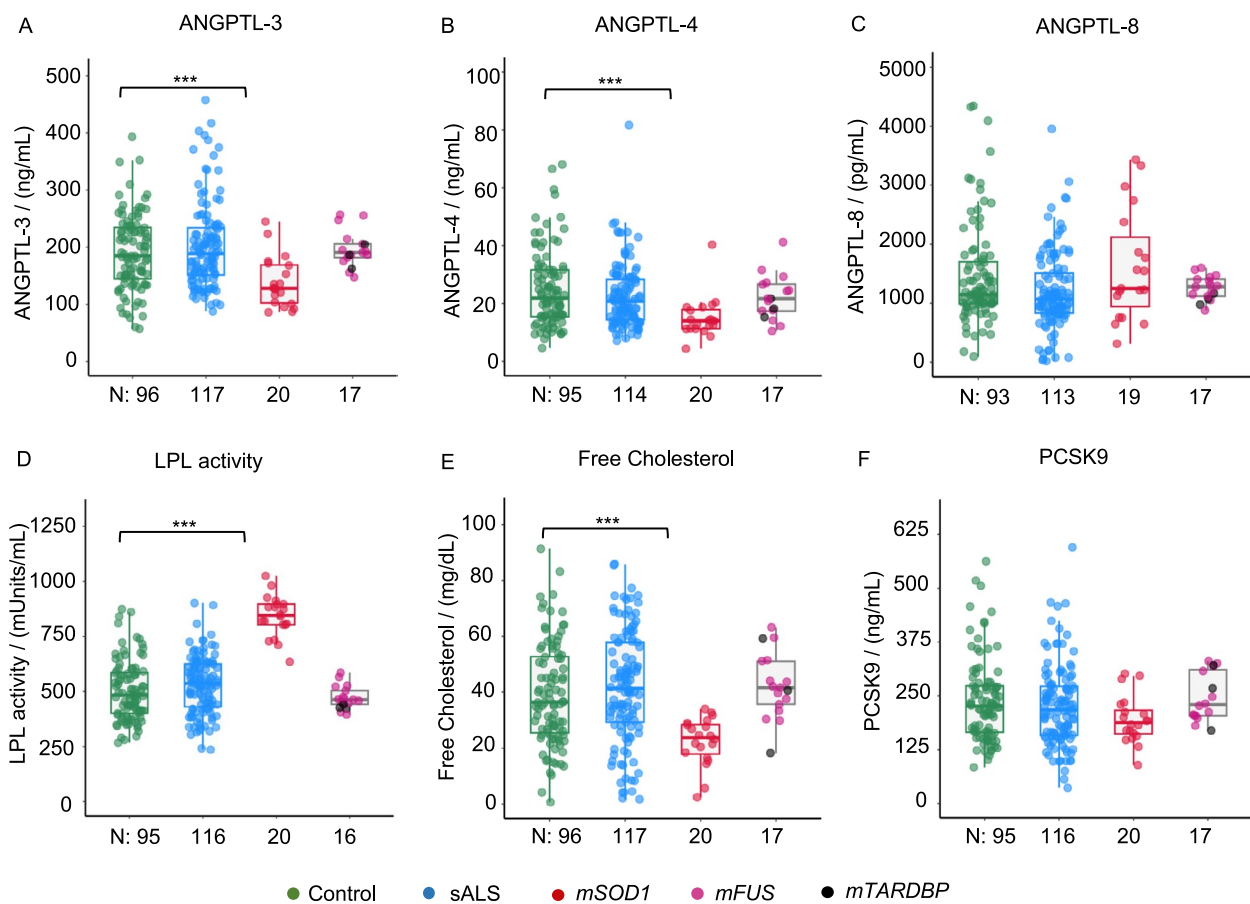 A
ANGPTL-3
ANGPTL-3 / (ng/mL)
500
400
300
200
100
0
***
N: 96 117 20 17
B
ANGPTL-4
ANGPTL-4 / (ng/mL)
100
80
60
40
20
0
***
N: 95 114 20 17
C
ANGPTL-8
ANGPTL-8 / (pg/mL)
5000
4000
3000
2000
1000
0
N: 93 113 19 17
D
LPL activity
LPL activity / (mUnits/mL)
1250
1000
750
500
250
0
***
N: 95 116 20 16
E
Free Cholesterol
Free Cholesterol / (mg/dL)
100
80
60
40
20
0
***
N: 96 117 20 17
F
PCSK9
PCSK9 / (ng/mL)
625
500
375
250
125
0
N: 95 116 20 17
Control sALS mSOD1 mFUS mTARDBP